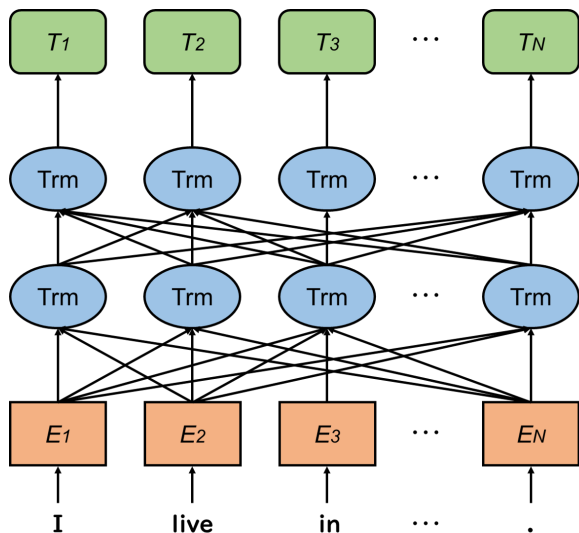 T1 T2 T3 ... TN
Trm Trm Trm ... Trm
Trm Trm Trm ... Trm
E1 E2 E3 ... EN
I live in ... .